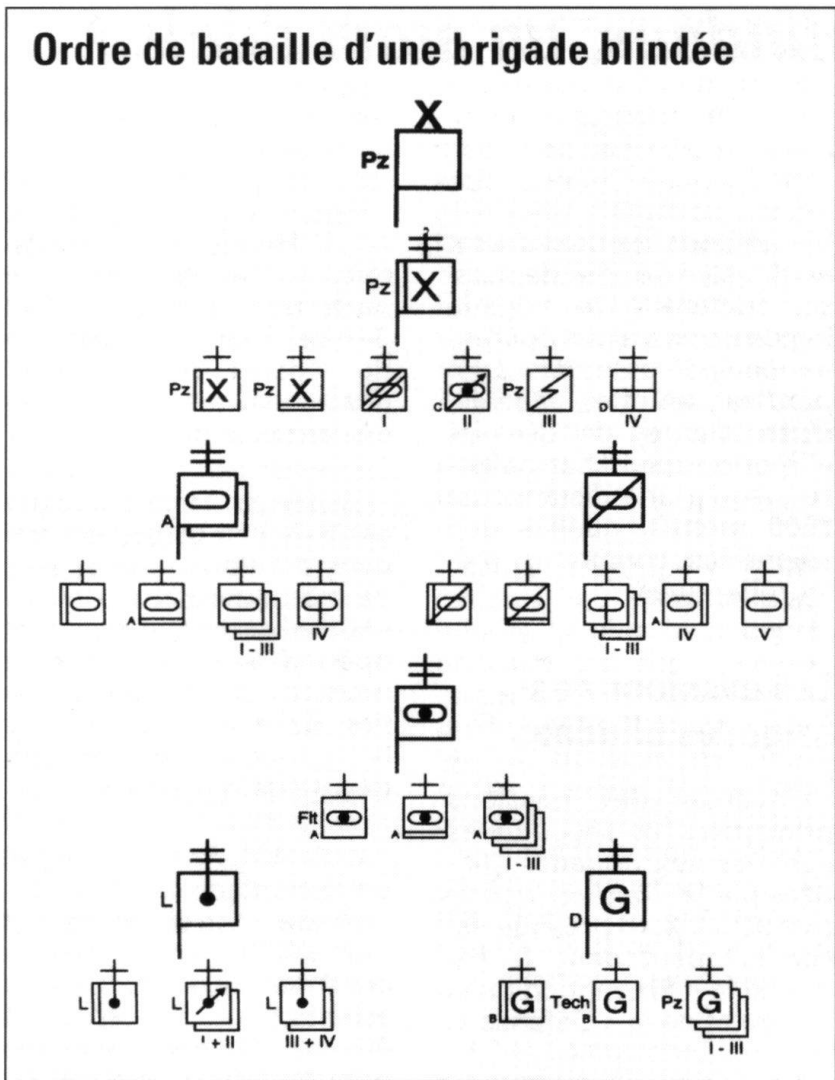 Ordre de bataille d'une brigade blindée
X
Pz
2
Pz X
Pz X Pz X I C II Pz III D IV
A
A I - III IV I - III A IV V
Flt A A A I - III
L G D
L L I + II L III + IV G B Tech G B Pz G I - III